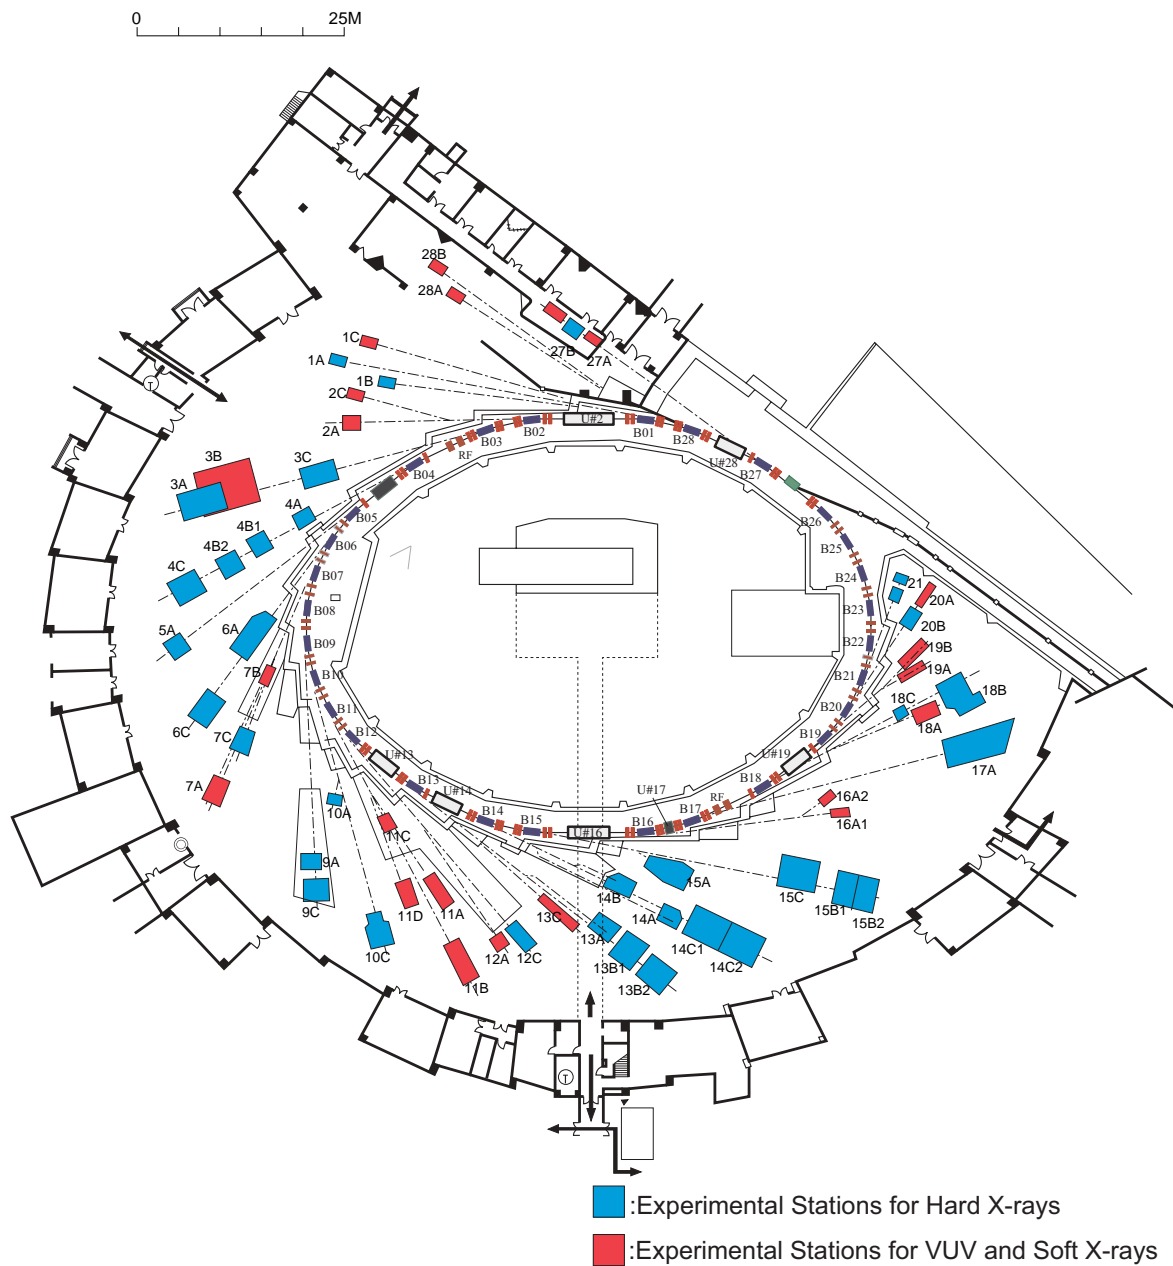 0 25M
28B
28A
1C
1A
1B
2C
2A
27B
27A
U#2
B01
B28
U#28
B27
B02
B03
RF
B04
3B
3C
3A
4A
4B1
4B2
4C
B05
B06
B07
B08
B09
B10
B11
B12
B26
B25
B24
B23
B22
B21
B20
B19
21
20A
20B
19B
19A
18C
18B
18A
17A
5A
6A
7B
6C
7C
7A
U#13
B13
U#14
B14
B15
U#16
B16
U#17
B17
RF
B18
U#19
16A2
16A1
10A
11C
9A
9C
10C
11D
11A
11B
12A
12C
13C
13A
13B1
13B2
14B
14A
14C1
14C2
15A
15C
15B1
15B2
T
T
:Experimental Stations for Hard X-rays
:Experimental Stations for VUV and Soft X-rays